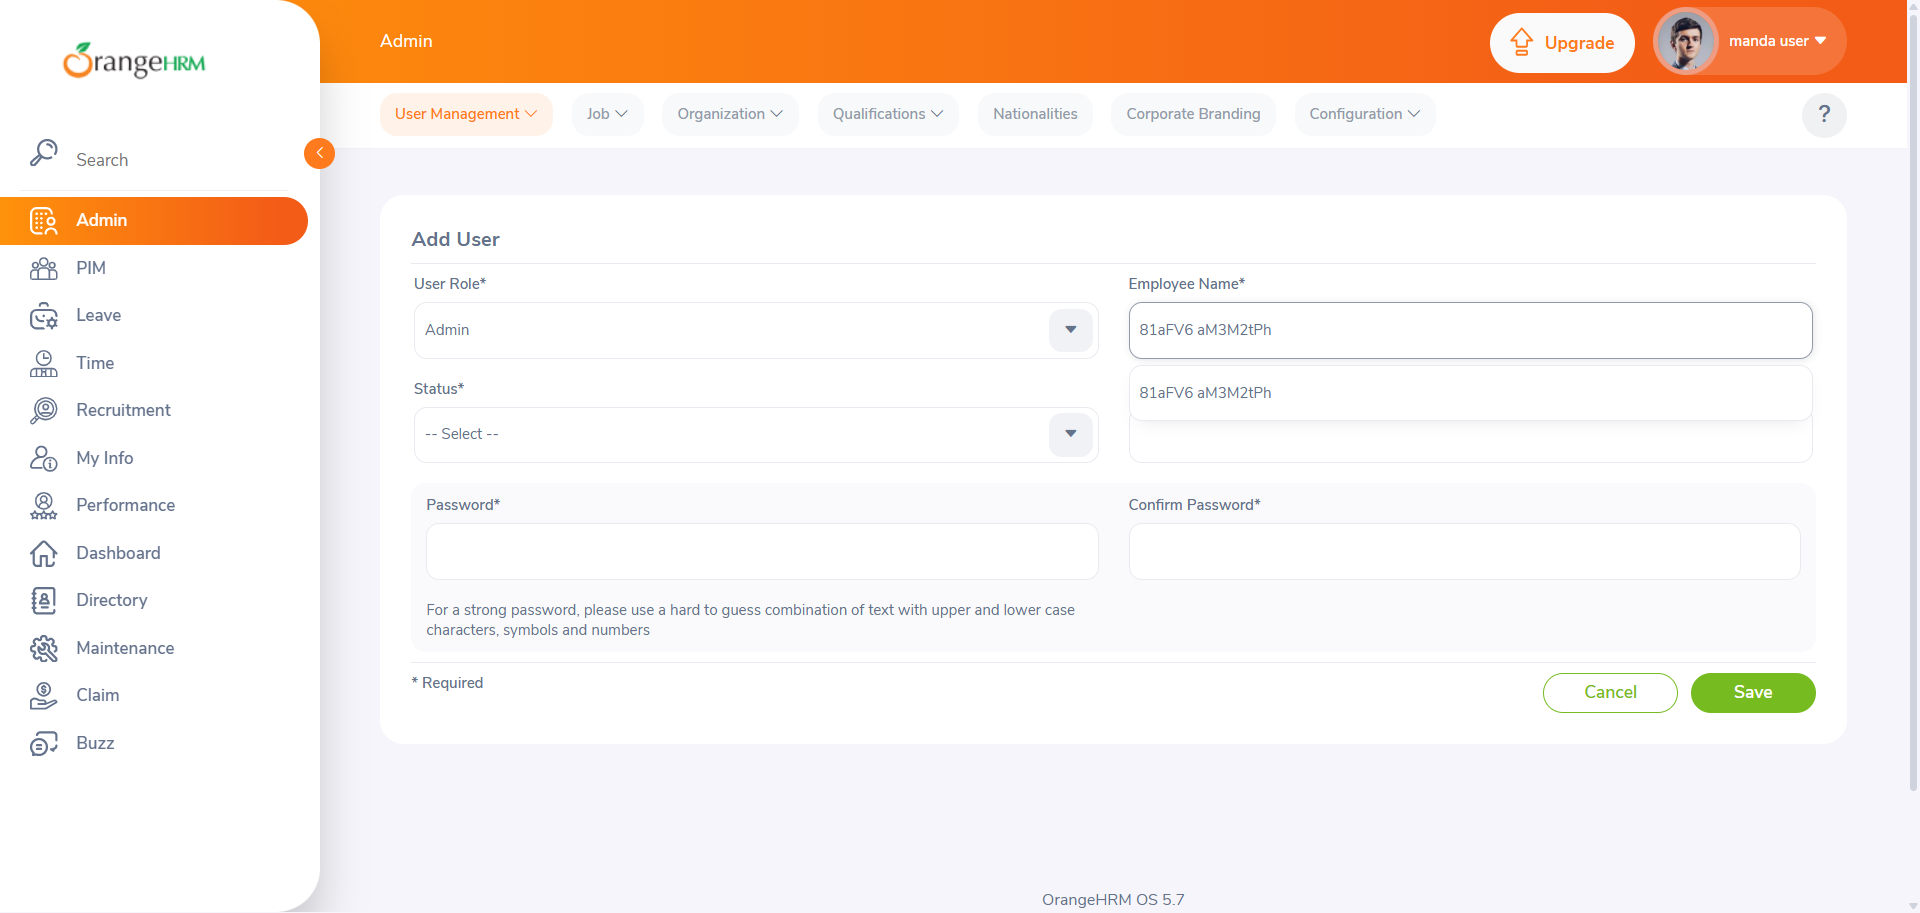 OrangeHRM
Search
Admin
PIM
Leave
Time
Recruitment
My Info
Performance
Dashboard
Directory
Maintenance
Claim
Buzz
Admin
Upgrade
manda user
User Management
Job
Organization
Qualifications
Nationalities
Corporate Branding
Configuration
?
Add User
User Role*
Admin
Employee Name*
81aFV6 aM3M2tPh
81aFV6 aM3M2tPh
Status*
-- Select --
Password*
Confirm Password*
For a strong password, please use a hard to guess combination of text with upper and lower case
characters, symbols and numbers
* Required
Cancel
Save
OrangeHRM OS 5.7